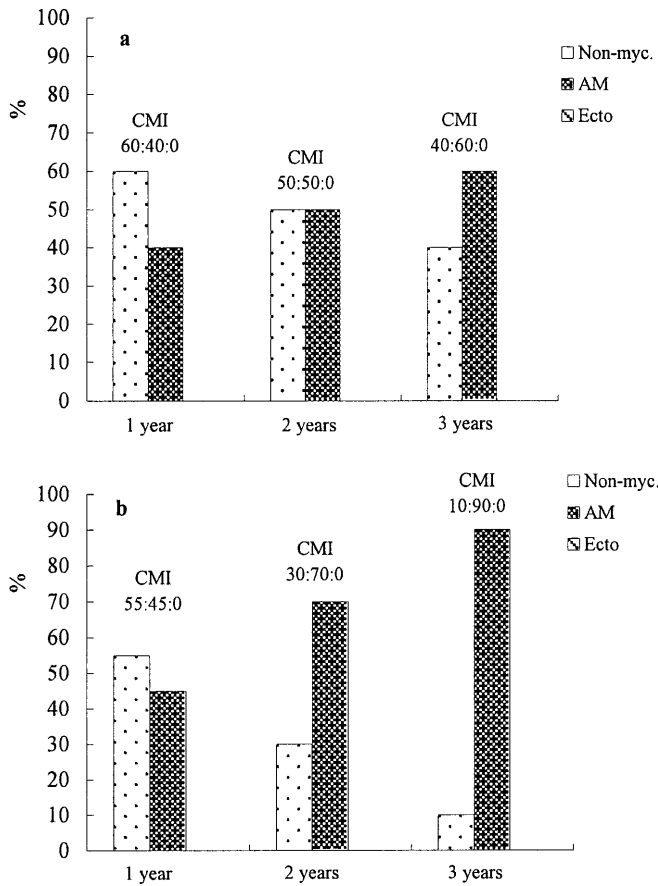 a
100
90
80
70
60
50
40
30
20
10
0
%
CMI
60:40:0
CMI
50:50:0
CMI
40:60:0
Non-myc.
AM
Ecto
1 year
2 years
3 years
b
100
90
80
70
60
50
40
30
20
10
0
%
CMI
55:45:0
CMI
30:70:0
CMI
10:90:0
Non-myc.
AM
Ecto
1 year
2 years
3 years